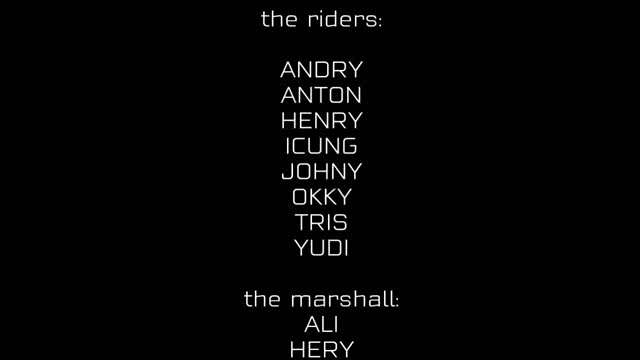 the riders:
ANDRY
ANTON
HENRY
ICUNG
JOHNY
OKKY
TRIS
YUDI
the marshall:
ALI
HERY